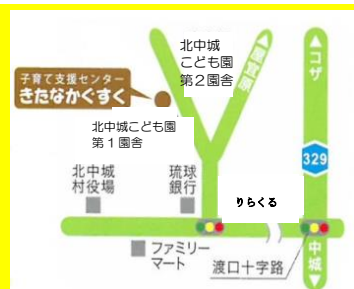 北中城
こども園
第2園舎
▲屋宜原
▲コザ
子育て支援センター
きたなかぐすく
北中城こども園
第1園舎
329
北中城
村役場
琉球
銀行
りらくる
ファミリー
マート
渡口十字路
中城▼